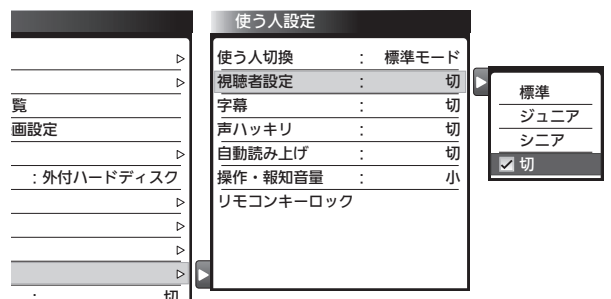 覧
画設定
：外付ハードディスク
： 切
使う人設定
使う人切換 ： 標準モード
視聴者設定 ： 切
字幕 ： 切
声ハッキリ ： 切
自動読み上げ ： 切
操作・報知音量 ： 小
リモコンキーロック
標準
ジュニア
シニア
切